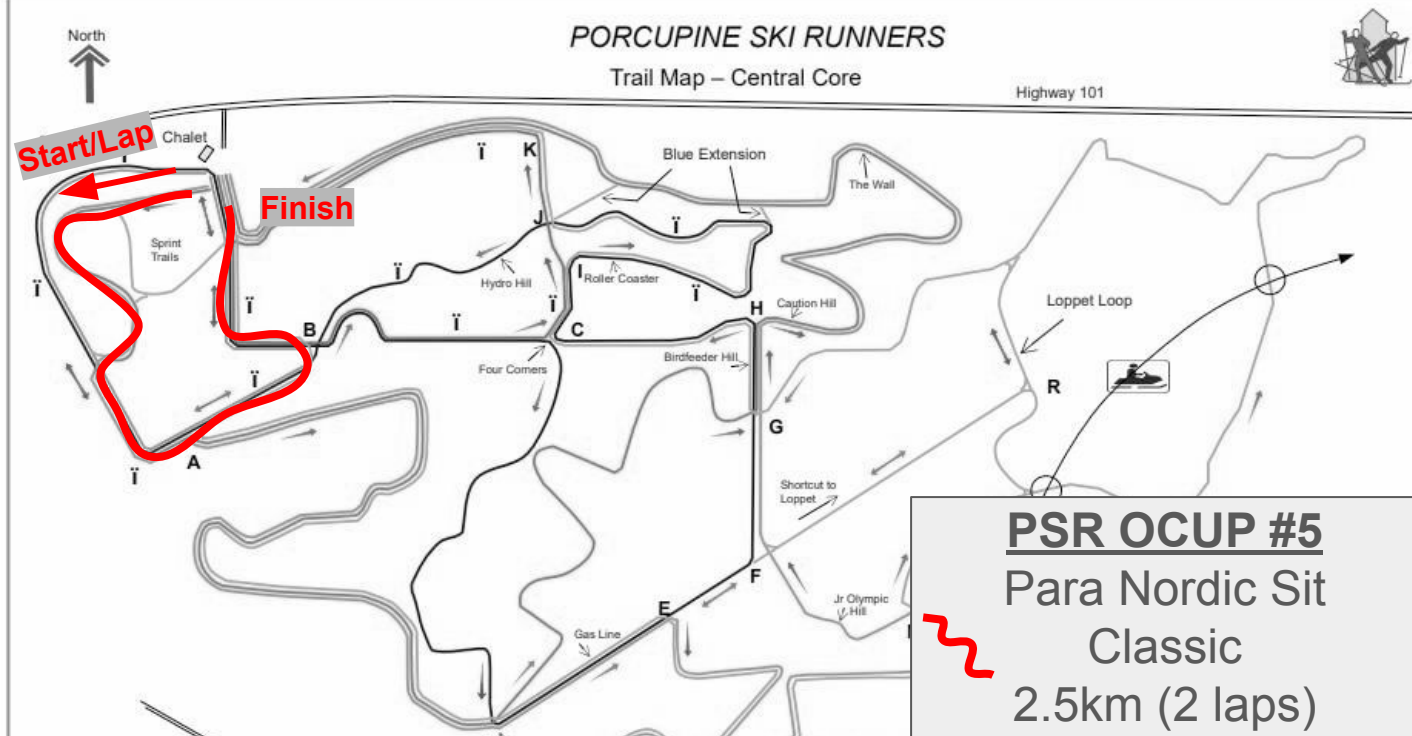 North
PORCUPINE SKI RUNNERS
Trail Map – Central Core
Highway 101
Start/Lap
Chalet
ï
ï
K
Blue Extension
The Wall
Finish
Sprint
Trails
J
ï
Hydro Hill
ï
I
Roller Coaster
ï
ï
ï
B
ï
ï
C
H
Caution Hill
Loppet Loop
Four Corners
Birdfeeder Hill
R
ï
G
A
ï
Shortcut to
Loppet
F
E
Jr Olympic
Hill
Gas Line
PSR OCUP #5
Para Nordic Sit
Classic
2.5km (2 laps)